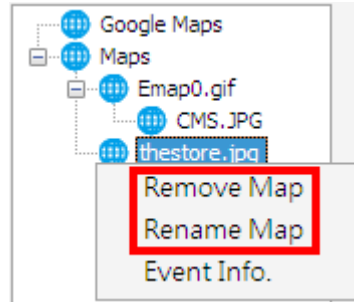 Google Maps
Maps
Emap0.gif
CMS.JPG
thestore.jpg
Remove Map
Rename Map
Event Info.